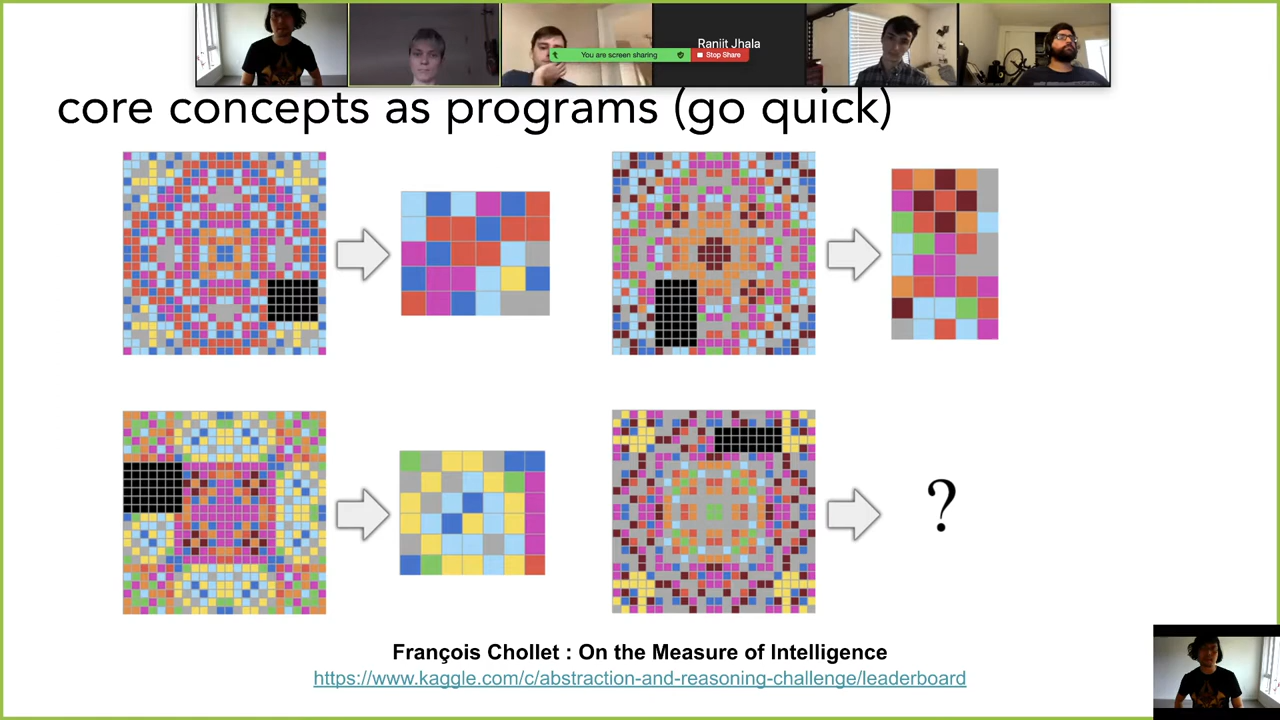 Ranjit Jhala
You are screen sharing
Stop Share
core concepts as programs (go quick)
?
François Chollet : On the Measure of Intelligence
https://www.kaggle.com/c/abstraction-and-reasoning-challenge/leaderboard